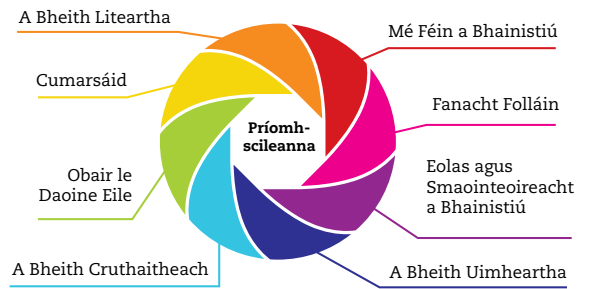 A Bheith Liteartha
Mé Féin a Bhainistiú
Cumarsáid
Fanacht Folláin
Príomh-
scileanna
Obair le
Daoine Eile
Eolas agus
Smaointeoireacht
a Bhainistiú
A Bheith Cruthaitheach
A Bheith Uimheartha